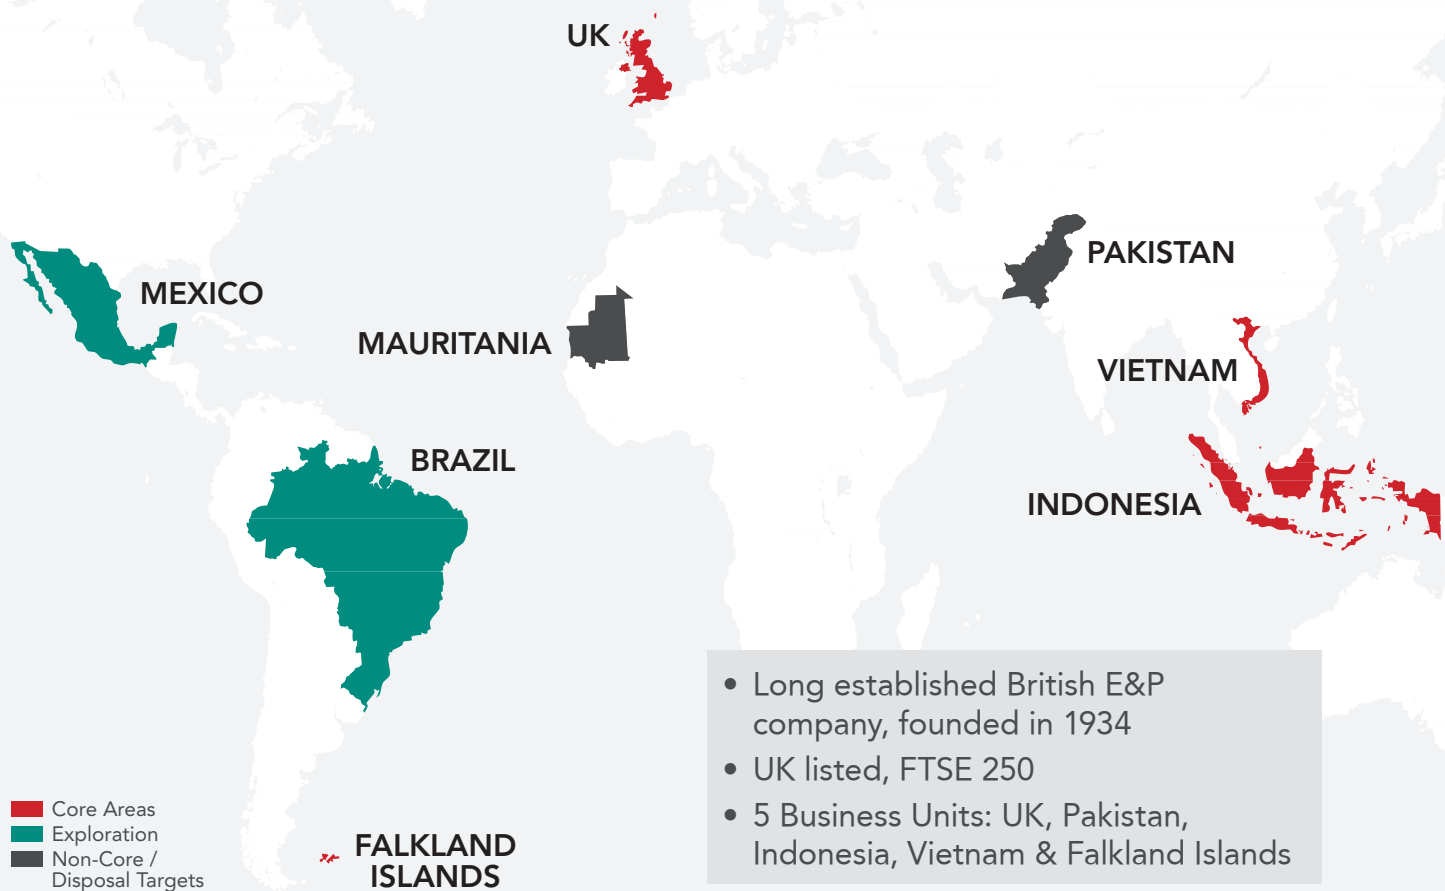 UK
MEXICO
PAKISTAN
MAURITANIA
VIETNAM
BRAZIL
INDONESIA
• Long established British E&P
company, founded in 1934
• UK listed, FTSE 250
• 5 Business Units: UK, Pakistan,
Indonesia, Vietnam & Falkland Islands
Core Areas
Exploration
Non-Core /
Disposal Targets
FALKLAND
ISLANDS